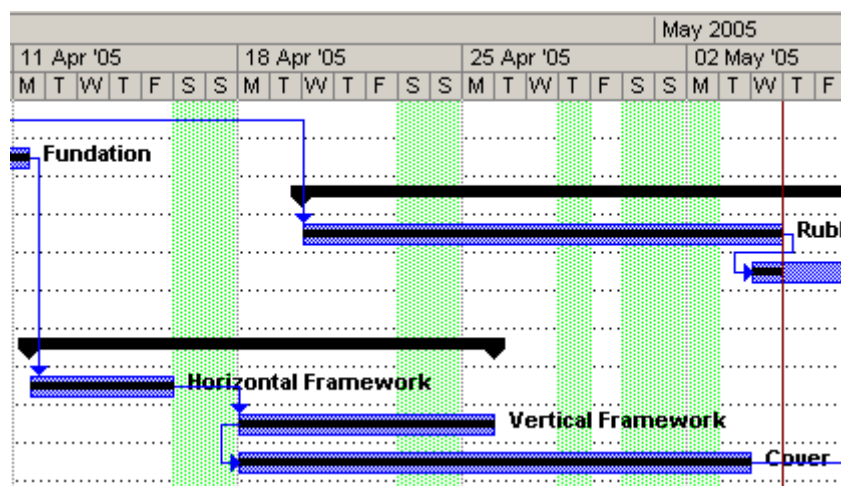 May 2005
11 Apr '05 18 Apr '05 25 Apr '05 02 May '05
M T W T F S S M T W T F S S M T W T F S S M T W T F
Fundation
Horizontal Framework
Vertical Framework
Cover